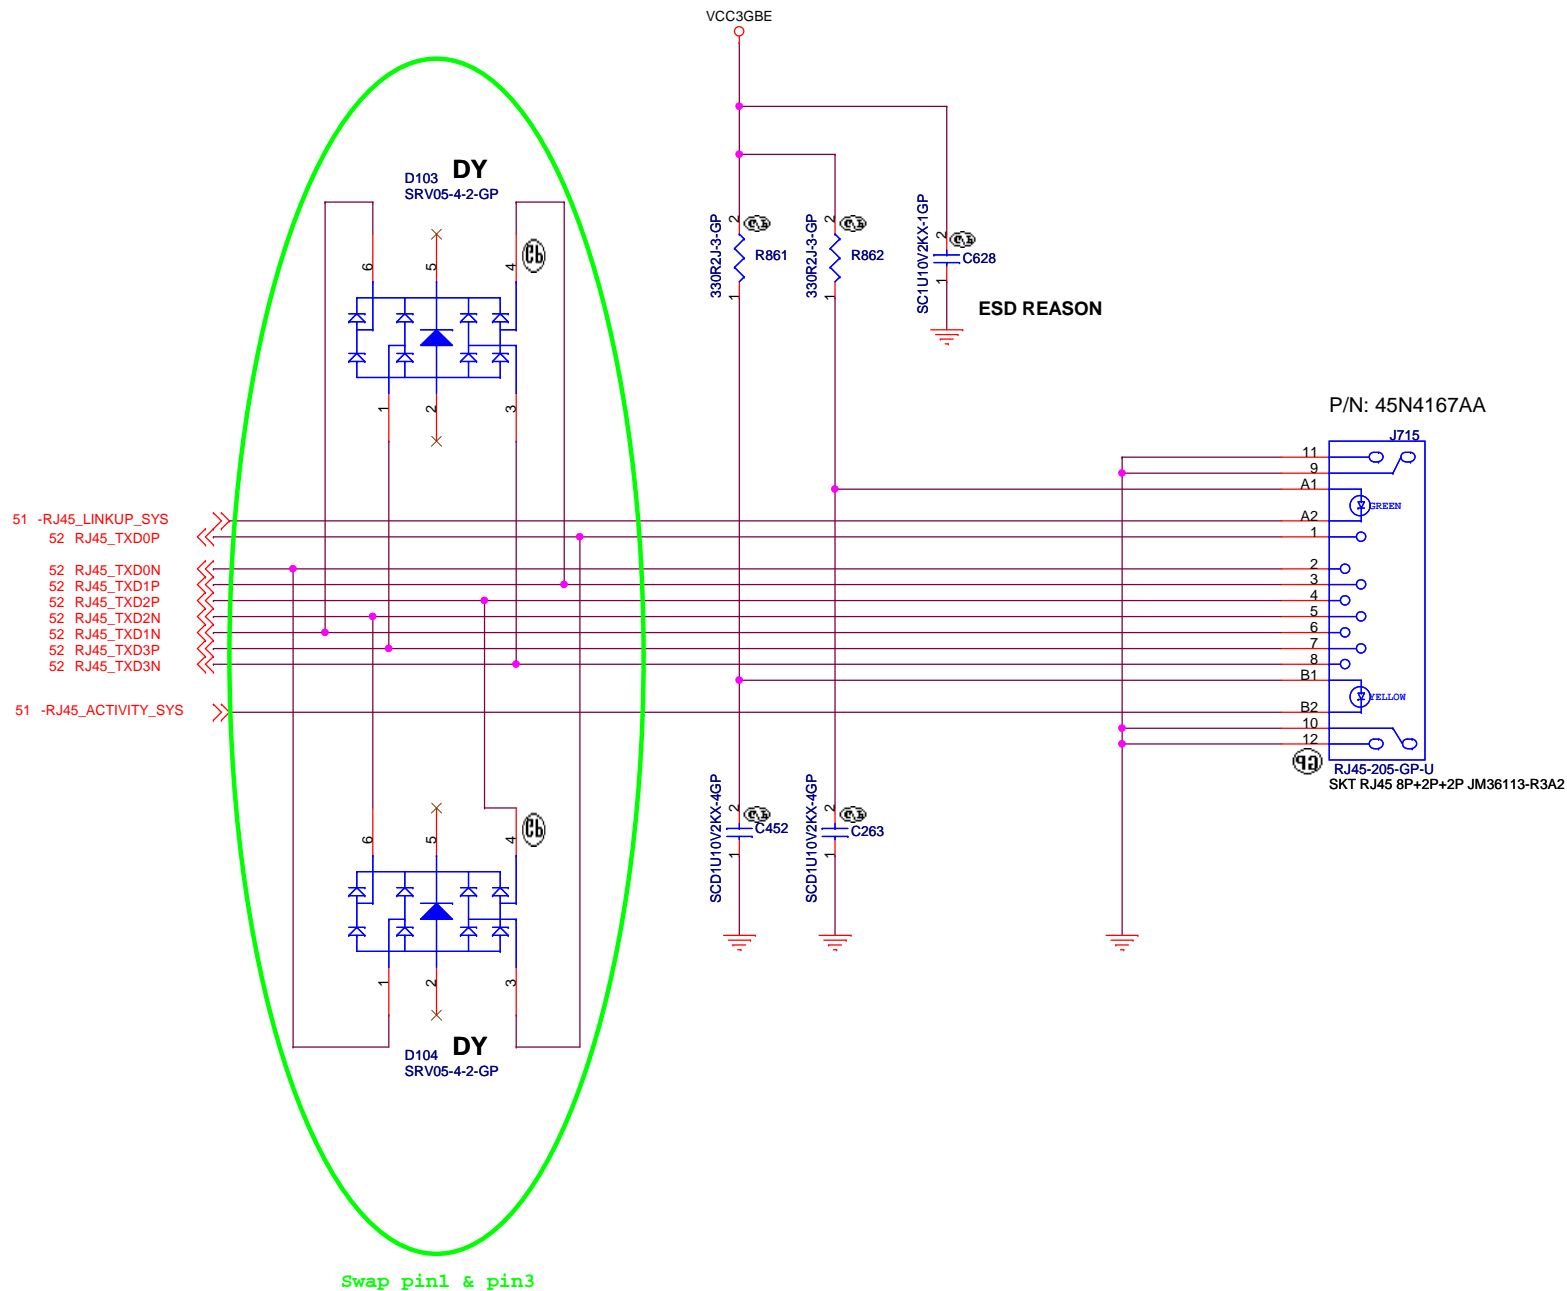 VCC3GBE
D103 DY
SRV05-4-2-GP
6
5
4
1
2
3
330R2J-3-GP
2
R861
1
330R2J-3-GP
2
R862
1
SC1U10V2KX-1GP
2
C628
1
ESD REASON
P/N: 45N4167AA
J715
11
9
A1
GREEN
A2
1
2
3
4
5
6
7
8
B1
YELLOW
B2
10
12
GP
RJ45-205-GP-U
SKT RJ45 8P+2P+2P JM36113-R3A2
51 -RJ45_LINKUP_SYS
52 RJ45_TXD0P
52 RJ45_TXD0N
52 RJ45_TXD1P
52 RJ45_TXD2P
52 RJ45_TXD2N
52 RJ45_TXD1N
52 RJ45_TXD3P
52 RJ45_TXD3N
51 -RJ45_ACTIVITY_SYS
6
5
4
1
2
3
D104 DY
SRV05-4-2-GP
SCD1U10V2KX-4GP
2
C452
1
SCD1U10V2KX-4GP
2
C263
1
Swap pin1 & pin3